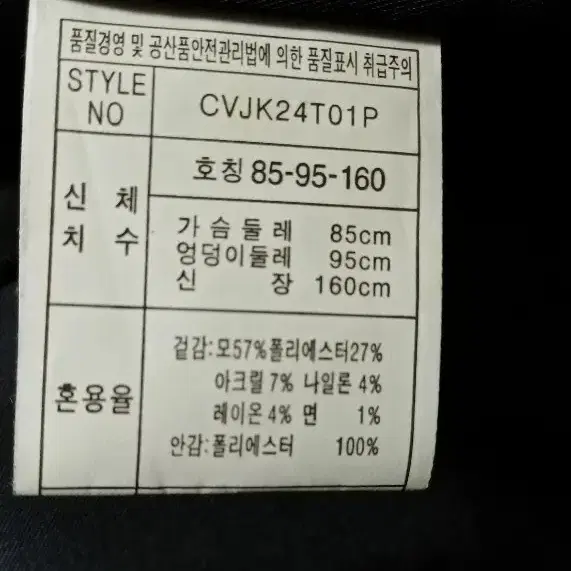 품질경영 및 공산품안전관리법에 의한 품질표시 취급주의
STYLE NO CVJK24T01P
호칭 85-95-160
신체 치수
가슴둘레 85cm
엉덩이둘레 95cm
신장 160cm
혼용율
겉감:모57%폴리에스터27%
아크릴 7% 나일론 4%
레이온 4% 면 1%
안감:폴리에스터 100%